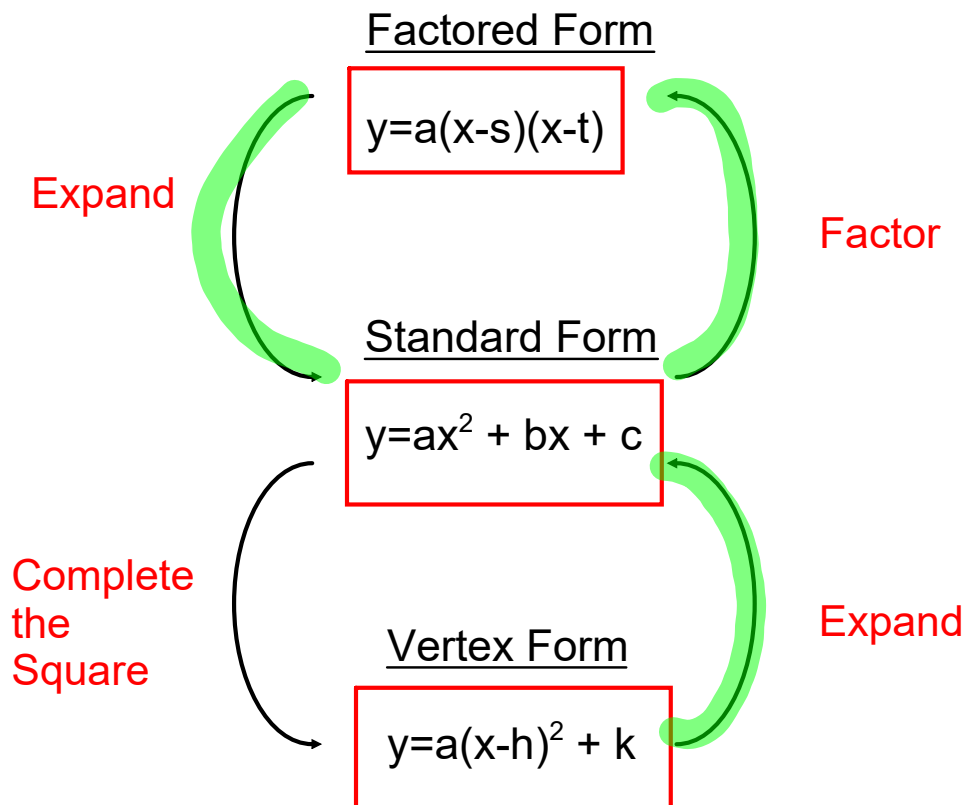 Factored Form
y=a(x-s)(x-t)
Expand
Factor
Standard Form
y=ax² + bx + c
Complete
the
Square
Expand
Vertex Form
y=a(x-h)² + k